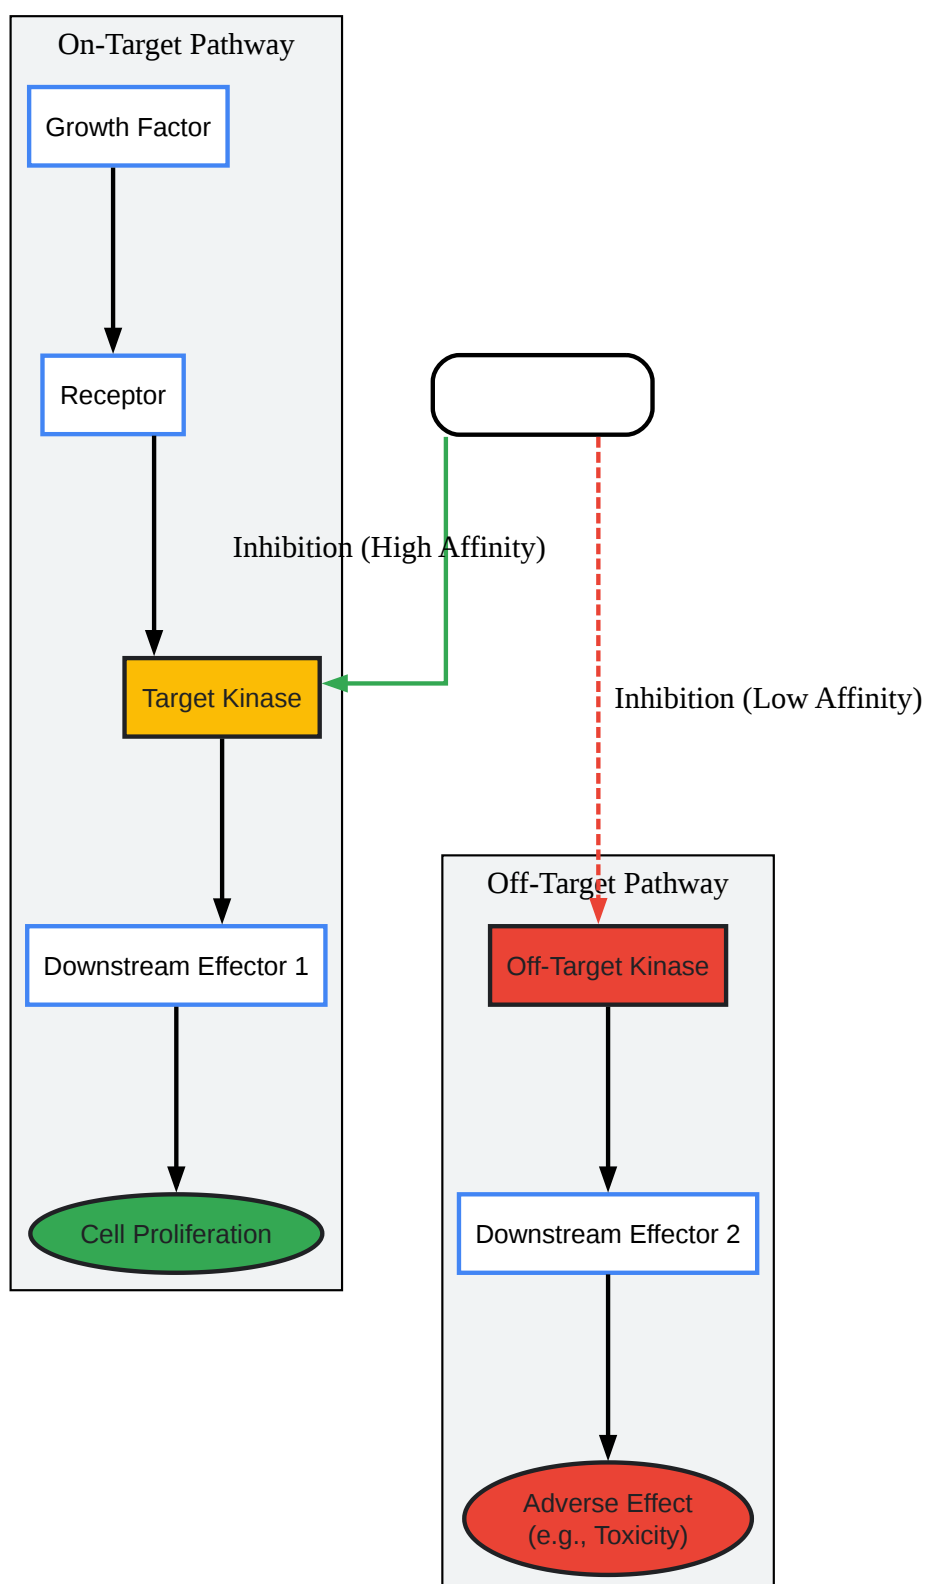 On-Target Pathway
Growth Factor
Receptor
Inhibition (High Affinity)
Target Kinase
Inhibition (Low Affinity)
Off-Target Pathway
Downstream Effector 1
Off-Target Kinase
Cell Proliferation
Downstream Effector 2
Adverse Effect
(e.g., Toxicity)